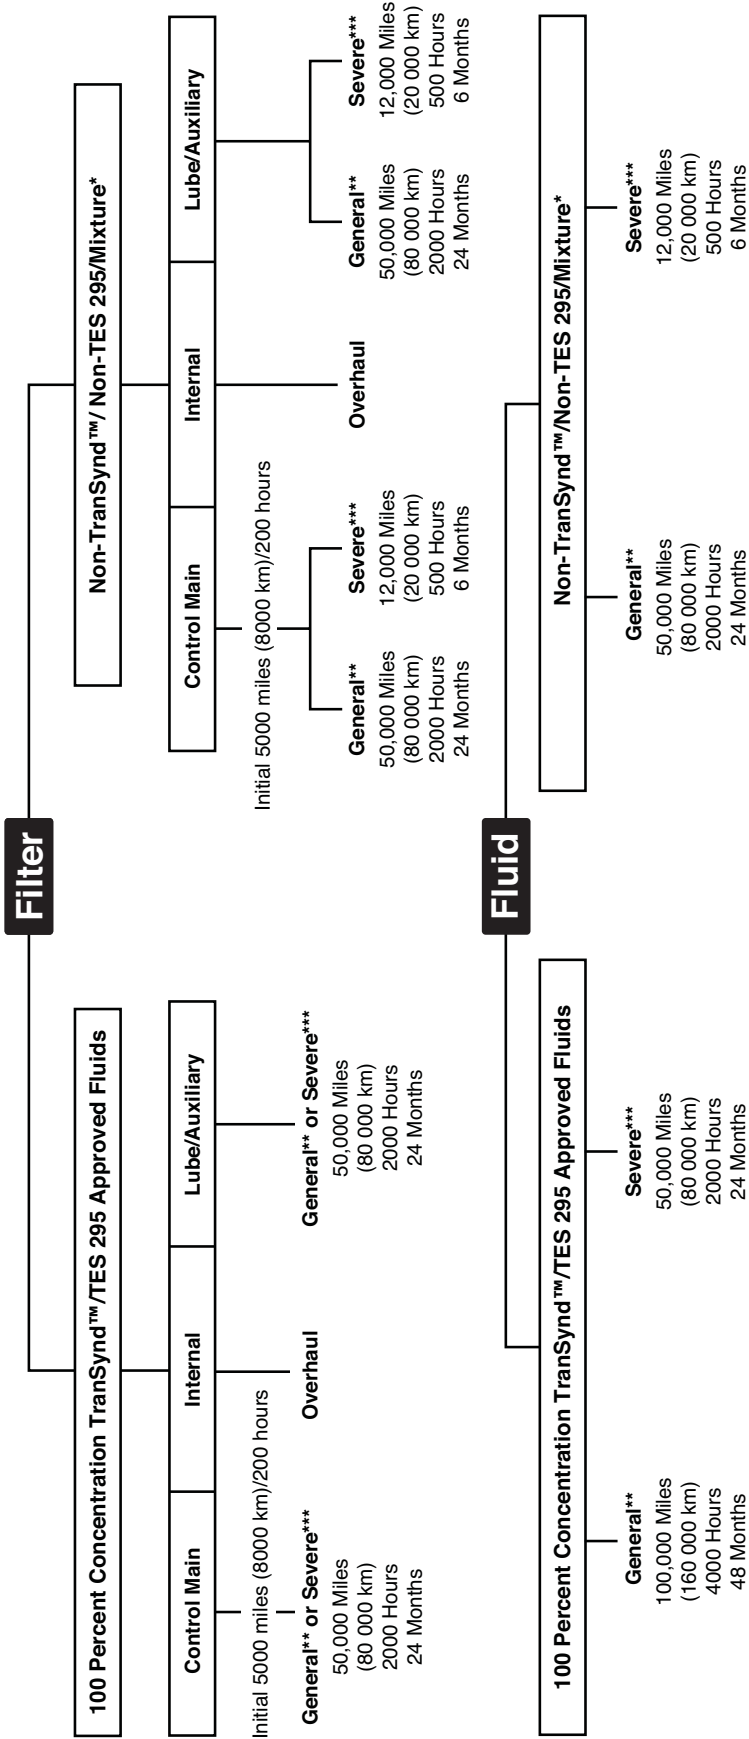 Filter
100 Percent Concentration TranSynd™/TES 295 Approved Fluids
Control Main
Internal
Lube/Auxiliary
Initial 5000 miles (8000 km)/200 hours
General** or Severe***
50,000 Miles
(80 000 km)
2000 Hours
24 Months
Overhaul
General** or Severe***
50,000 Miles
(80 000 km)
2000 Hours
24 Months
Non-TranSynd™/ Non-TES 295/Mixture*
Control Main
Internal
Lube/Auxiliary
Initial 5000 miles (8000 km)/200 hours
General**
50,000 Miles
(80 000 km)
2000 Hours
24 Months
Severe***
12,000 Miles
(20 000 km)
500 Hours
6 Months
Overhaul
General**
50,000 Miles
(80 000 km)
2000 Hours
24 Months
Severe***
12,000 Miles
(20 000 km)
500 Hours
6 Months
Fluid
100 Percent Concentration TranSynd™/TES 295 Approved Fluids
General**
100,000 Miles
(160 000 km)
4000 Hours
48 Months
Severe***
50,000 Miles
(80 000 km)
2000 Hours
24 Months
Non-TranSynd™/Non-TES 295/Mixture*
General**
50,000 Miles
(80 000 km)
2000 Hours
24 Months
Severe***
12,000 Miles
(20 000 km)
500 Hours
6 Months